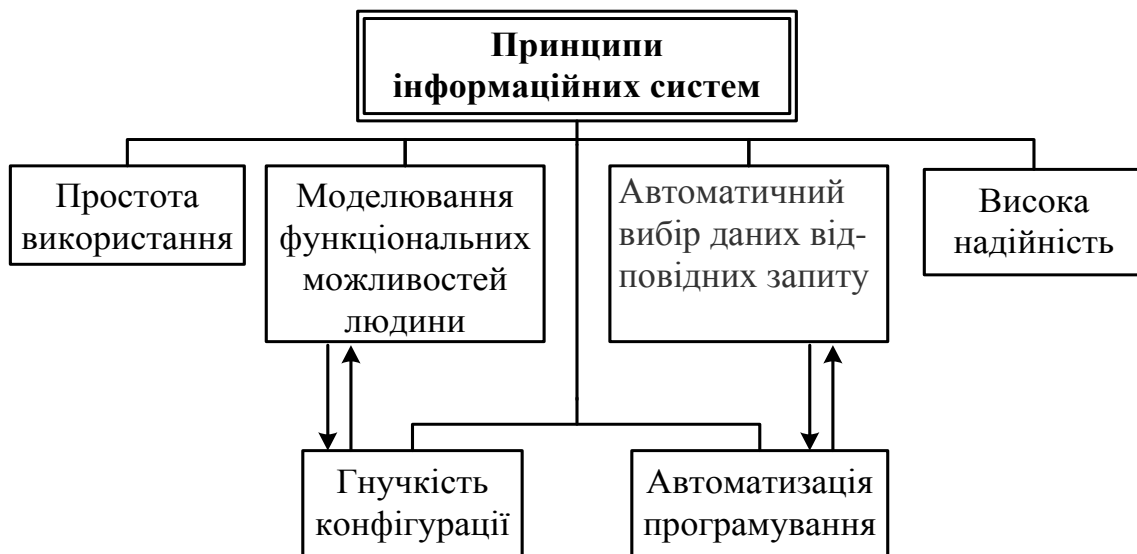 Принципи
інформаційних систем
Простота
використання
Моделювання
функціональних
можливостей
людини
Автоматичний
вибір даних від-
повідних запиту
Висока
надійність
Гнучкість
конфігурації
Автоматизація
програмування